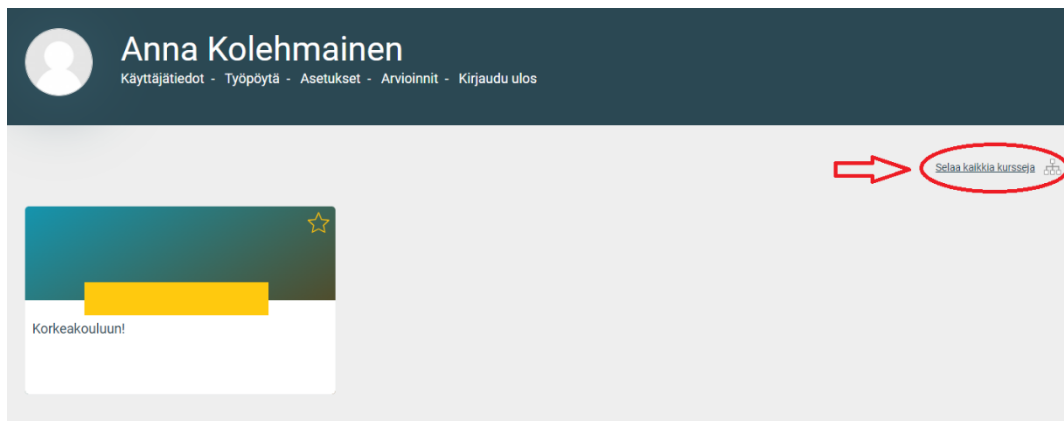 Anna Kolehmainen
Käyttäjätiedot - Työpöytä - Asetukset - Arvioinnit - Kirjaudu ulos
Selaa kaikkia kursseja
Korkeakouluun!